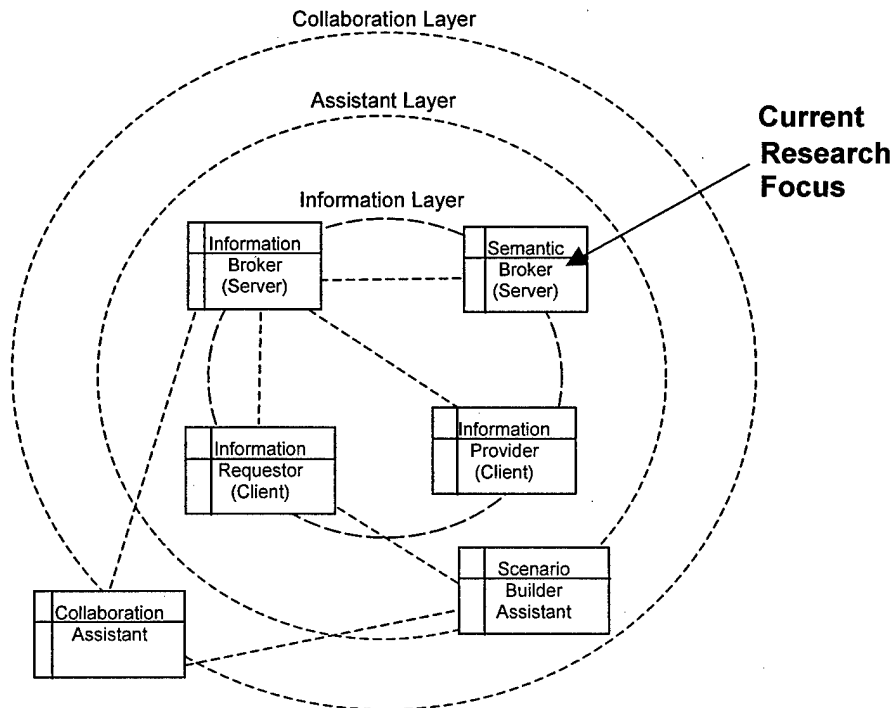 Collaboration Layer
Assistant Layer
Current
Research
Focus
Information Layer
Information
Broker
(Server)
Semantic
Broker
(Server)
Information
Requestor
(Client)
Information
Provider
(Client)
Scenario
Builder
Assistant
Collaboration
Assistant